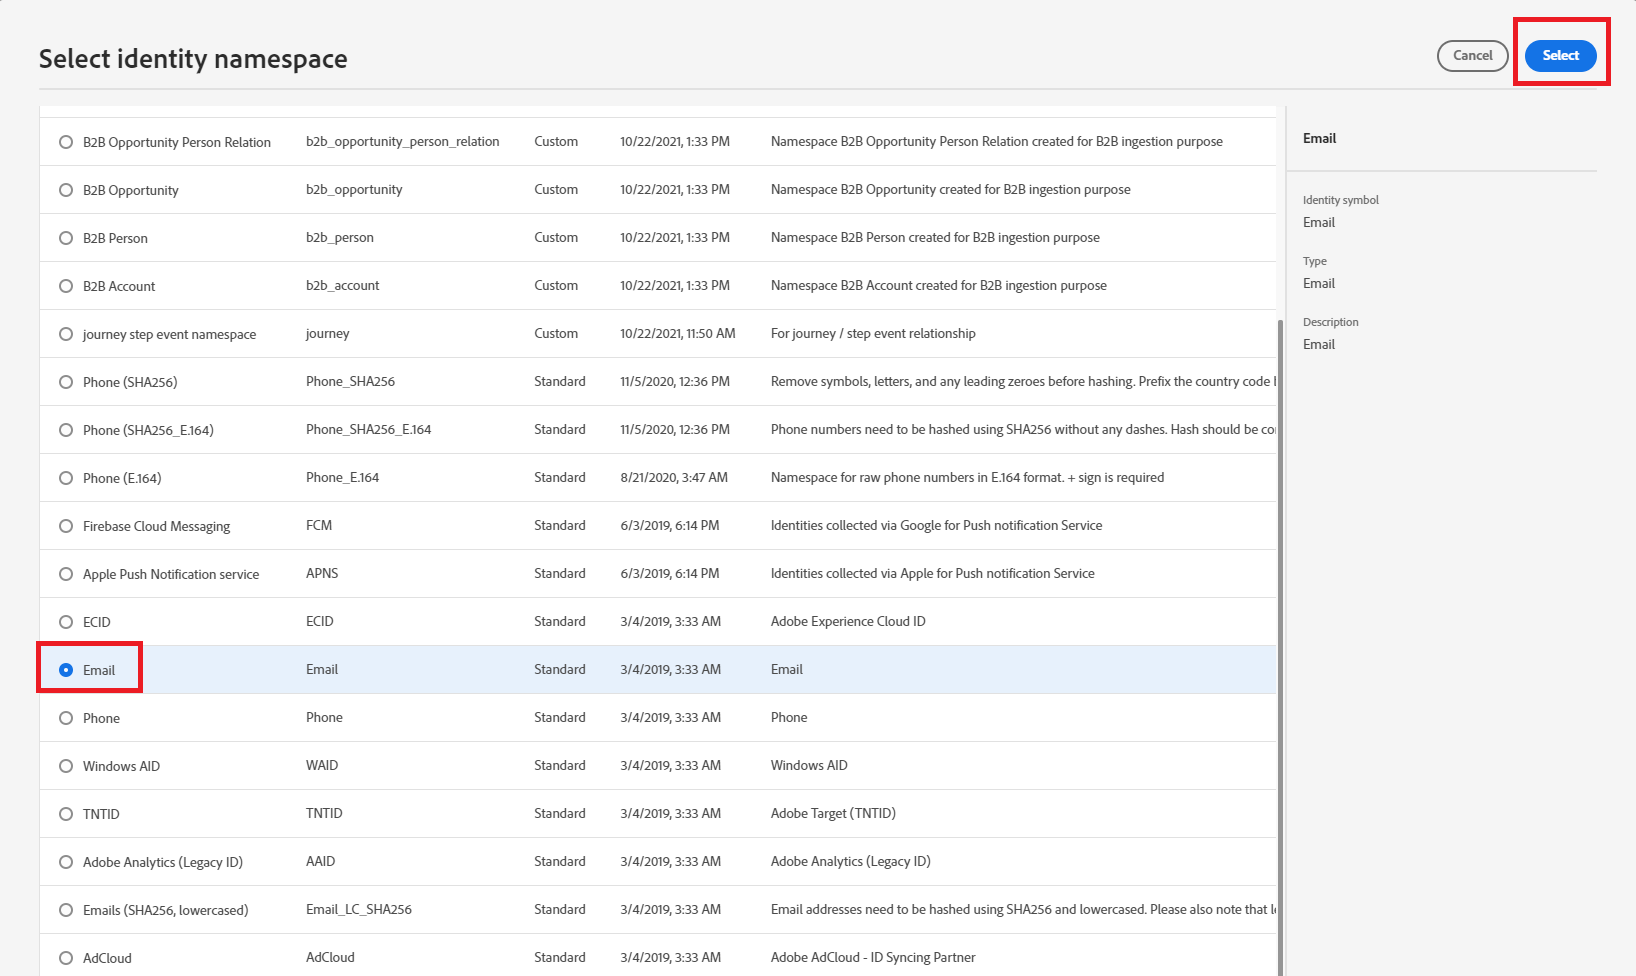 Select identity namespace
Cancel
Select
B2B Opportunity Person Relation b2b_opportunity_person_relation Custom 10/22/2021, 1:33 PM Namespace B2B Opportunity Person Relation created for B2B ingestion purpose
B2B Opportunity b2b_opportunity Custom 10/22/2021, 1:33 PM Namespace B2B Opportunity created for B2B ingestion purpose
B2B Person b2b_person Custom 10/22/2021, 1:33 PM Namespace B2B Person created for B2B ingestion purpose
B2B Account b2b_account Custom 10/22/2021, 1:33 PM Namespace B2B Account created for B2B ingestion purpose
journey step event namespace journey Custom 10/22/2021, 11:50 AM For journey / step event relationship
Phone (SHA256) Phone_SHA256 Standard 11/5/2020, 12:36 PM Remove symbols, letters, and any leading zeroes before hashing. Prefix the country code
Phone (SHA256_E.164) Phone_SHA256_E.164 Standard 11/5/2020, 12:36 PM Phone numbers need to be hashed using SHA256 without any dashes. Hash should be
Phone (E.164) Phone_E.164 Standard 8/21/2020, 3:47 AM Namespace for raw phone numbers in E.164 format. + sign is required
Firebase Cloud Messaging FCM Standard 6/3/2019, 6:14 PM Identities collected via Google for Push notification Service
Apple Push Notification service APNS Standard 6/3/2019, 6:14 PM Identities collected via Apple for Push notification Service
ECID ECID Standard 3/4/2019, 3:33 AM Adobe Experience Cloud ID
Email Email Standard 3/4/2019, 3:33 AM Email
Phone Phone Standard 3/4/2019, 3:33 AM Phone
Windows AID WAID Standard 3/4/2019, 3:33 AM Windows AID
TNTID TNTID Standard 3/4/2019, 3:33 AM Adobe Target (TNTID)
Adobe Analytics (Legacy ID) AAID Standard 3/4/2019, 3:33 AM Adobe Analytics (Legacy ID)
Emails (SHA256, lowercased) Email_LC_SHA256 Standard 3/4/2019, 3:33 AM Email addresses need to be hashed using SHA256 and lowercased. Please also note that
AdCloud AdCloud Standard 3/4/2019, 3:33 AM Adobe AdCloud - ID Syncing Partner
Email
Identity symbol
Email
Type
Email
Description
Email